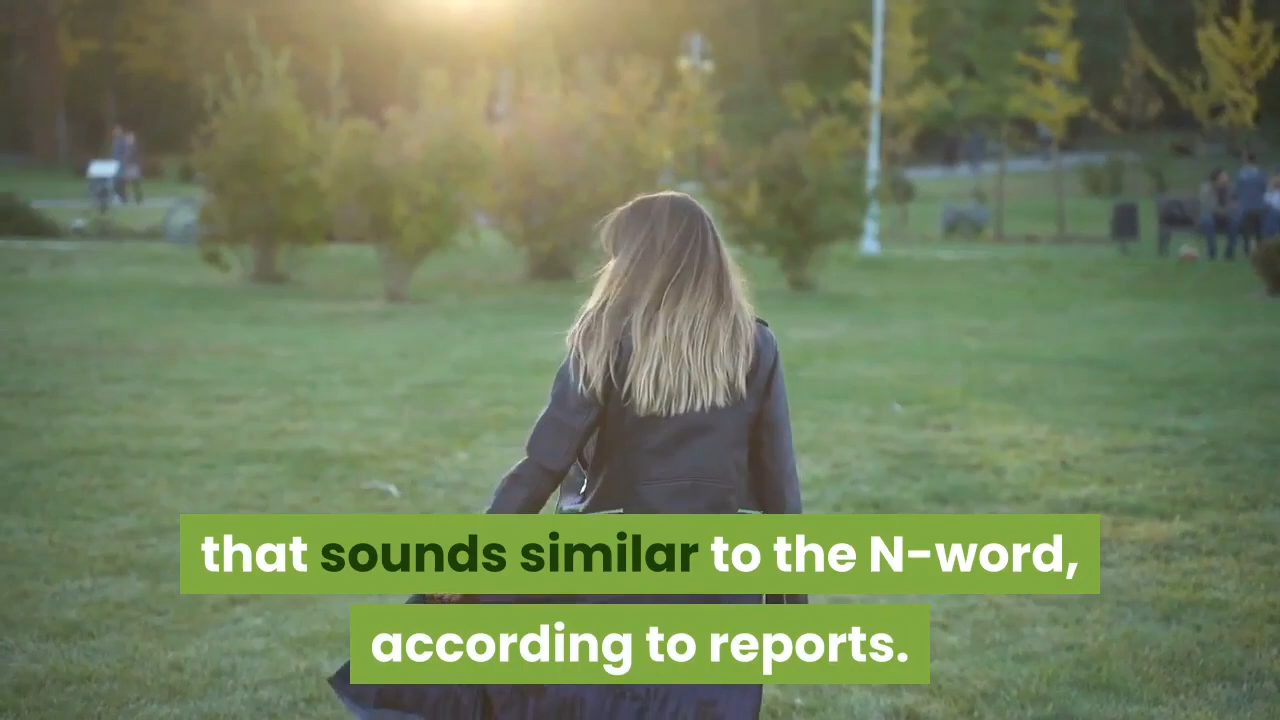 that sounds similar to the N-word,
according to reports.